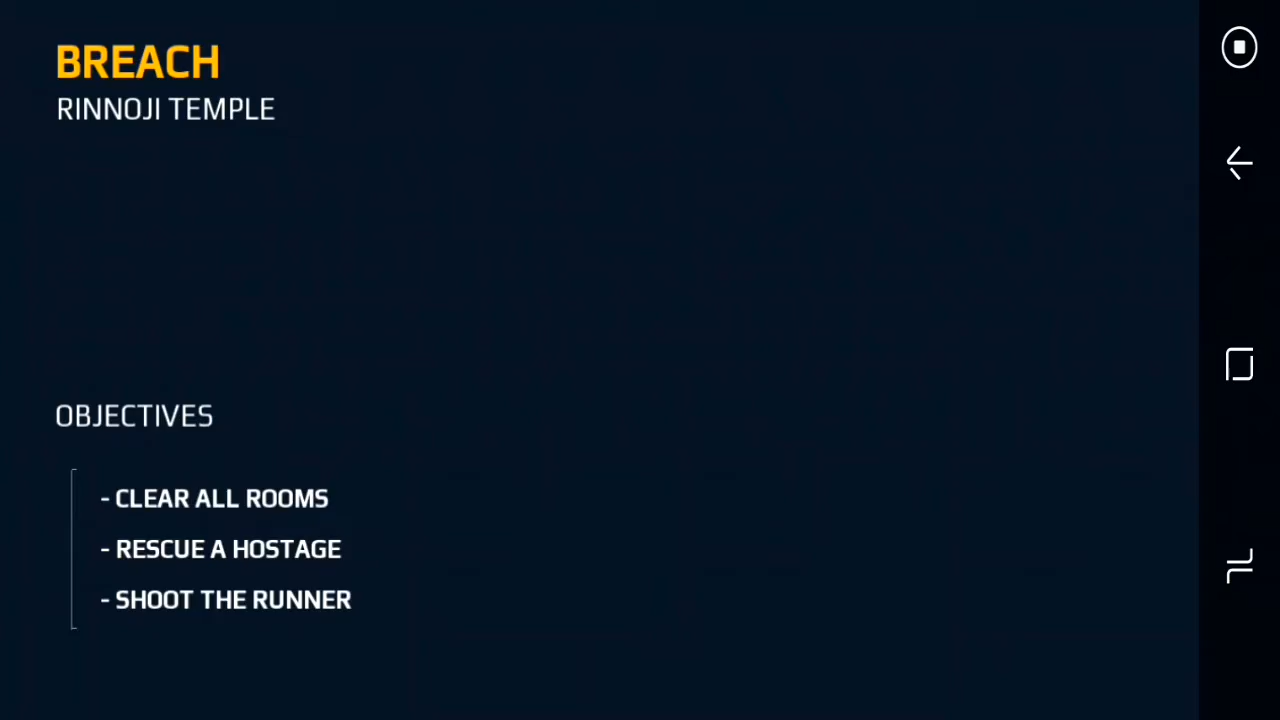 BREACH
RINNOJI TEMPLE
OBJECTIVES
- CLEAR ALL ROOMS
- RESCUE A HOSTAGE
- SHOOT THE RUNNER